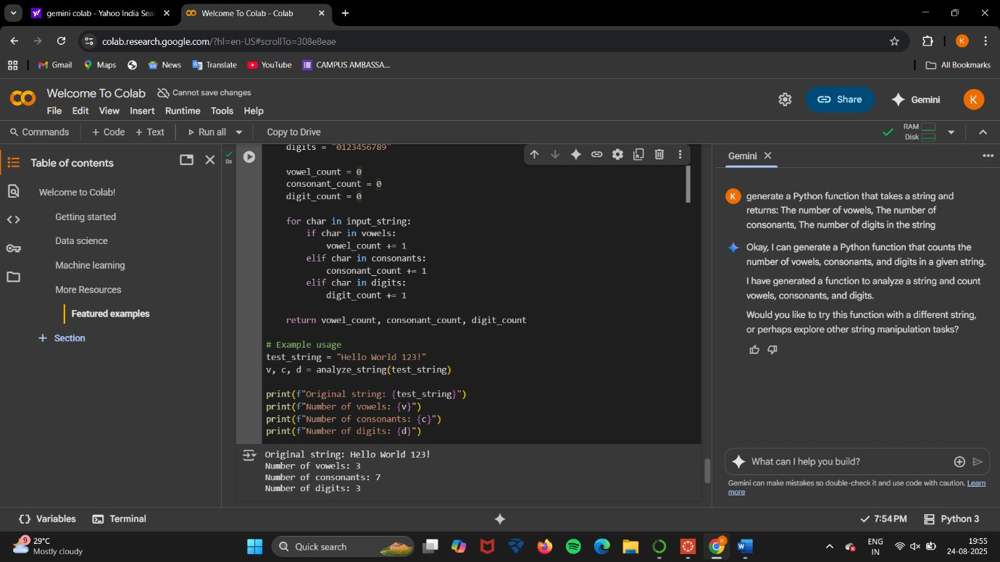 gemini colab - Yahoo India Sear
Welcome To Colab - Colab
colab.research.google.com/?hl=en-US#scrollTo=308e8eae
K
Gmail
Maps
News
Translate
YouTube
CAMPUS AMBASSA...
All Bookmarks
Welcome To Colab
Cannot save changes
File Edit View Insert Runtime Tools Help
Share
Gemini
K
Commands
+ Code + Text
Run all
Copy to Drive
RAM
Disk
Table of contents
Welcome to Colab!
Getting started
Data science
Machine learning
More Resources
Featured examples
+ Section
0s
digits = "0123456789"
vowel_count = 0
consonant_count = 0
digit_count = 0
for char in input_string:
if char in vowels:
vowel_count += 1
elif char in consonants:
consonant_count += 1
elif char in digits:
digit_count += 1
return vowel_count, consonant_count, digit_count
# Example usage
test_string = "Hello World 123!"
v, c, d = analyze_string(test_string)
print(f"Original string: {test_string}")
print(f"Number of vowels: {v}")
print(f"Number of consonants: {c}")
print(f"Number of digits: {d}")
Original string: Hello World 123!
Number of vowels: 3
Number of consonants: 7
Number of digits: 3
Gemini
K
generate a Python function that takes a string and
returns: The number of vowels, The number of
consonants, The number of digits in the string
Okay, I can generate a Python function that counts the
number of vowels, consonants, and digits in a given string.
I have generated a function to analyze a string and count
vowels, consonants, and digits.
Would you like to try this function with a different string,
or perhaps explore other string manipulation tasks?
What can I help you build?
Gemini can make mistakes so double-check it and use code with caution. Learn
more
Variables
Terminal
7:54 PM
Python 3
9
29°C
Mostly cloudy
Quick search
ENG
IN
19:55
24-08-2025